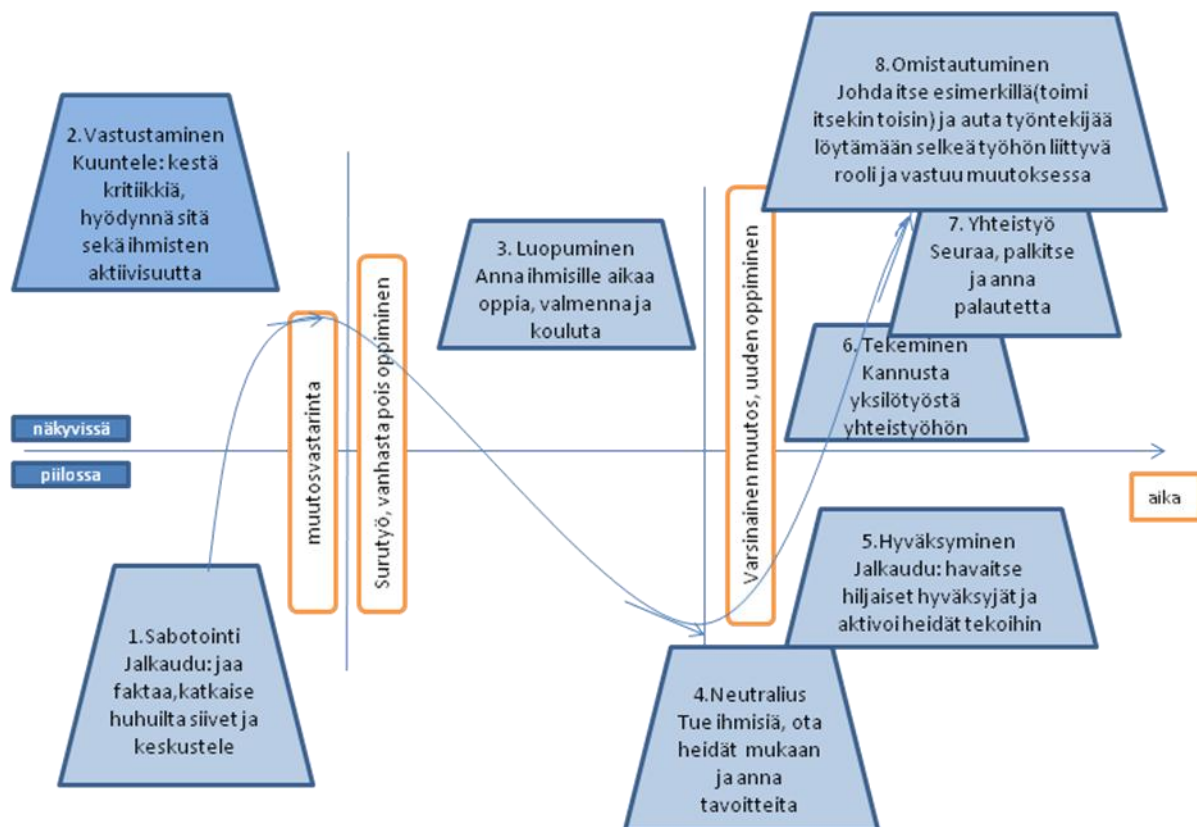 2.Vastustaminen
Kuuntele: kestä
kritiikkiä,
hyödynnä sitä
sekä ihmisten
aktiivisuutta
8.Omistautuminen
Johda itse esimerkillä(toimi
itsekin toisin) ja auta työntekijää
löytämään selkeä työhön liittyvä
rooli ja vastuu muutoksessa
3. Luopuminen
Anna ihmisille aikaa
oppia, valmenna ja
kouluta
7. Yhteistyö
Seuraa, palkitse
ja anna
palautetta
6. Tekeminen
Kannusta
yksilötyöstä
yhteistyöhön
muutosvastarinta
Surutyö, vanhasta pois oppiminen
Varsinainen muutos, uuden oppiminen
näkyvissä
piilossa
aika
5.Hyväksyminen
Jalkaudu: havaitse
hiljaiset hyväksyjät ja
aktivoi heidät tekoihin
1.Sabotointi
Jalkaudu: jaa
faktaa,katkaise
huhuilta siivet ja
keskustele
4.Neutralius
Tue ihmisiä, ota
heidät mukaan
ja anna
tavoitteita